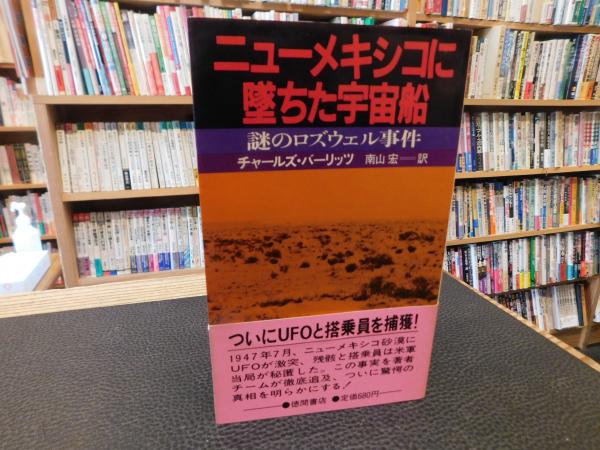 ニューメキシコに
墜ちた宇宙船
謎のロズウェル事件
チャールズ・バーリッツ 南山 宏──訳
ついにUFOと搭乗員を捕獲!
1947年7月、ニューメキシコ砂漠に
UFOが激突、残骸と搭乗員は米軍
当局が秘匿した。この事実を著者
チームが徹底追及、ついに驚愕の
真相を明らかにする!
●徳間書店 ●定価680円